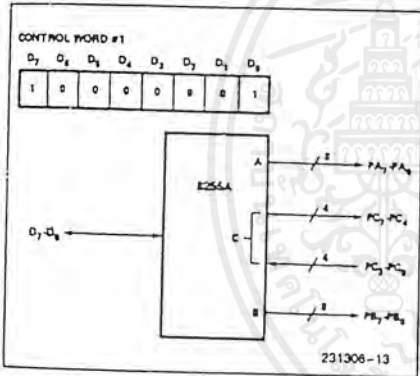 CONTROL WORD #1
D7 D6 D5 D4 D3 D2 D1 D0
1 0 0 0 0 0 0 1
8255A
A
8
PA7-PA0
4
PC7-PC4
C
4
PC3-PC0
D7-D0
B
8
PB7-PB0
231306-13